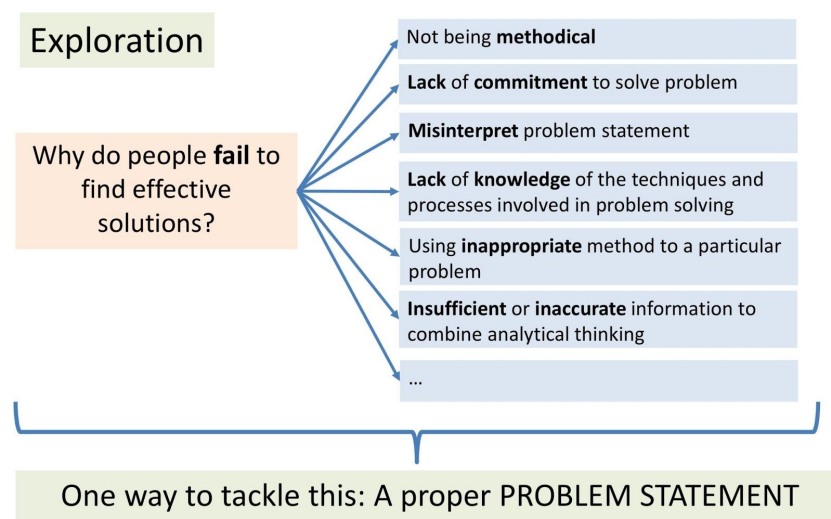 Exploration
Why do people fail to
find effective
solutions?
Not being methodical
Lack of commitment to solve problem
Misinterpret problem statement
Lack of knowledge of the techniques and
processes involved in problem solving
Using inappropriate method to a particular
problem
Insufficient or inaccurate information to
combine analytical thinking
...
One way to tackle this: A proper PROBLEM STATEMENT